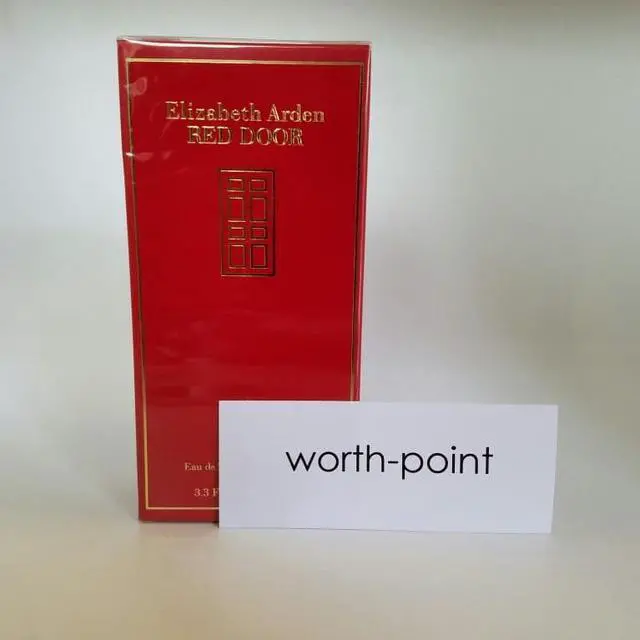 Elizabeth Arden
RED DOOR
Eau de
3.3 F
worth-point